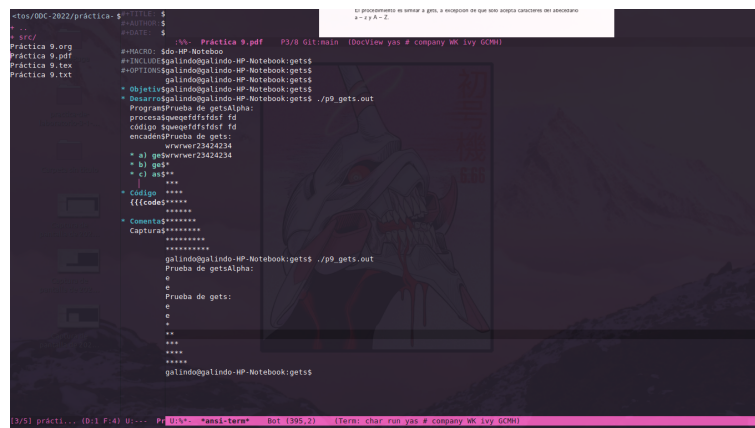 <tos/ODC-2022/práctica-
+ ..
+ src/
Práctica 9.org
Práctica 9.pdf
Práctica 9.tex
Práctica 9.txt
#+TITLE:
#+AUTHOR:
#+DATE:
#+MACRO:
#+INCLUDE
#+OPTIONS
* Objetiv
* Desarro
Program
procesa
código
encadén
* a) ge
* b) ge
* c) as
* Código
{{{code
* Comenta
Captura
El procedimiento es similar a gets, a excepción de que solo acepta caracteres del abecedario
a – z y A – Z.
:%%- Práctica 9.pdf P3/8 Git:main (DocView yas # company WK ivy GCMH)
$do-HP-Noteboo
$galindo@galindo-HP-Notebook:gets$
$galindo@galindo-HP-Notebook:gets$
galindo@galindo-HP-Notebook:gets$
$galindo@galindo-HP-Notebook:gets$
$galindo@galindo-HP-Notebook:gets$ ./p9_gets.out
$Prueba de getsAlpha:
$qweqefdfsfdsf fd
$qweqefdfsfdsf fd
$Prueba de gets:
wrwrwer23424234
$wrwrwer23424234
$*
$**
***
****
$*****
******
$*******
$********
*********
**********
galindo@galindo-HP-Notebook:gets$ ./p9_gets.out
Prueba de getsAlpha:
e
e
Prueba de gets:
e
e
*
**
***
****
*****
galindo@galindo-HP-Notebook:gets$
[3/5] prácti... (D:1 F:4) U:--- Pr U:%*- *ansi-term* Bot (395,2) (Term: char run yas # company WK ivy GCMH)